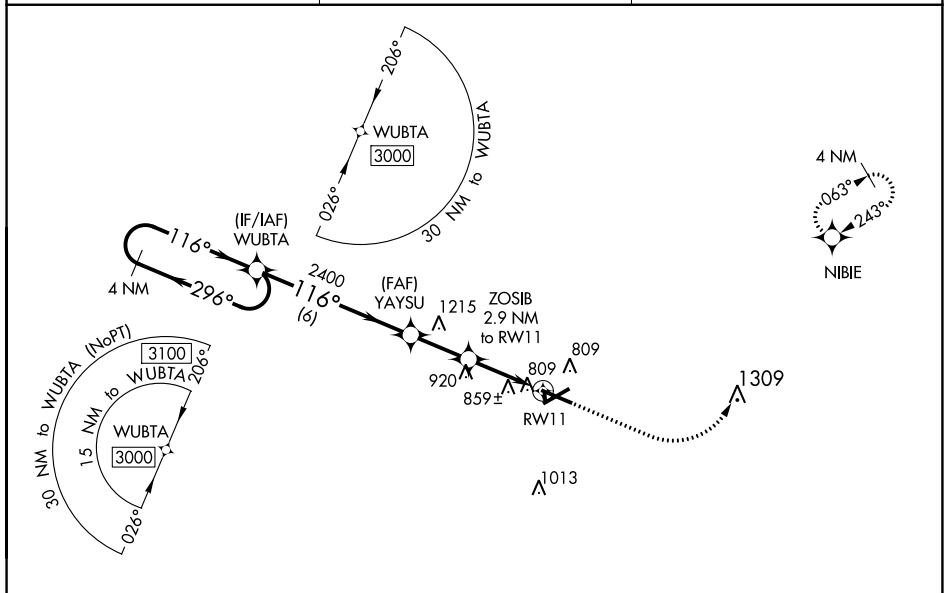 206°
WUBTA
3000
026°
30 NM to WUBTA
4 NM
063°
243°
NIBIE
(IF/IAF)
WUBTA
116°
4 NM
296°
2400
116°
(6)
(FAF)
YAYSU
1215
ZOSIB
2.9 NM
to RW11
809
809
920
859±
RW11
1309
1013
30 NM to WUBTA (NoPT)
3100
206°
15 NM to WUBTA
WUBTA
3000
026°